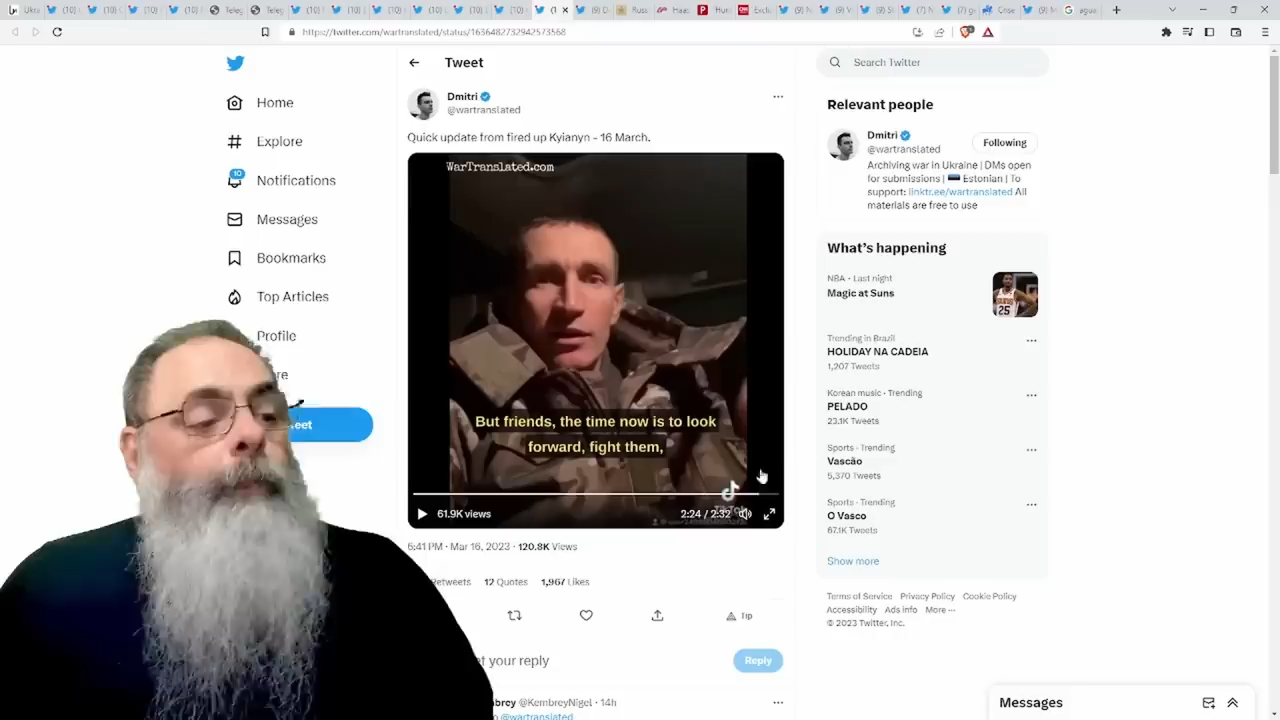 https://twitter.com/wartranslated/status/1636482732942573568
Home
Explore
10
Notifications
Messages
Bookmarks
Top Articles
Profile
Tweet
Dmitri
@wartranslated
Quick update from fired up Kyianyn - 16 March.
WarTranslated.com
But friends, the time now is to look
forward, fight them,
61.9K views
2:24 / 2:32
6:41 PM · Mar 16, 2023 · 120.8K Views
Retweets 12 Quotes 1,967 Likes
Tip
your reply
Reply
@KembreyNigel · 14h
@wartranslated
Search Twitter
Relevant people
Dmitri
Following
@wartranslated
Archiving war in Ukraine | DMs open
for submissions | Estonian | To
support: linktr.ee/wartranslated All
materials are free to use
What's happening
NBA · Last night
Magic at Suns
25
Trending in Brazil
HOLIDAY NA CADEIA
1,207 Tweets
Korean music · Trending
PELADO
23.1K Tweets
Sports · Trending
Vascão
5,370 Tweets
Sports · Trending
O Vasco
67.1K Tweets
Show more
Terms of Service Privacy Policy Cookie Policy
Accessibility Ads info More ···
© 2023 Twitter, Inc.
Messages